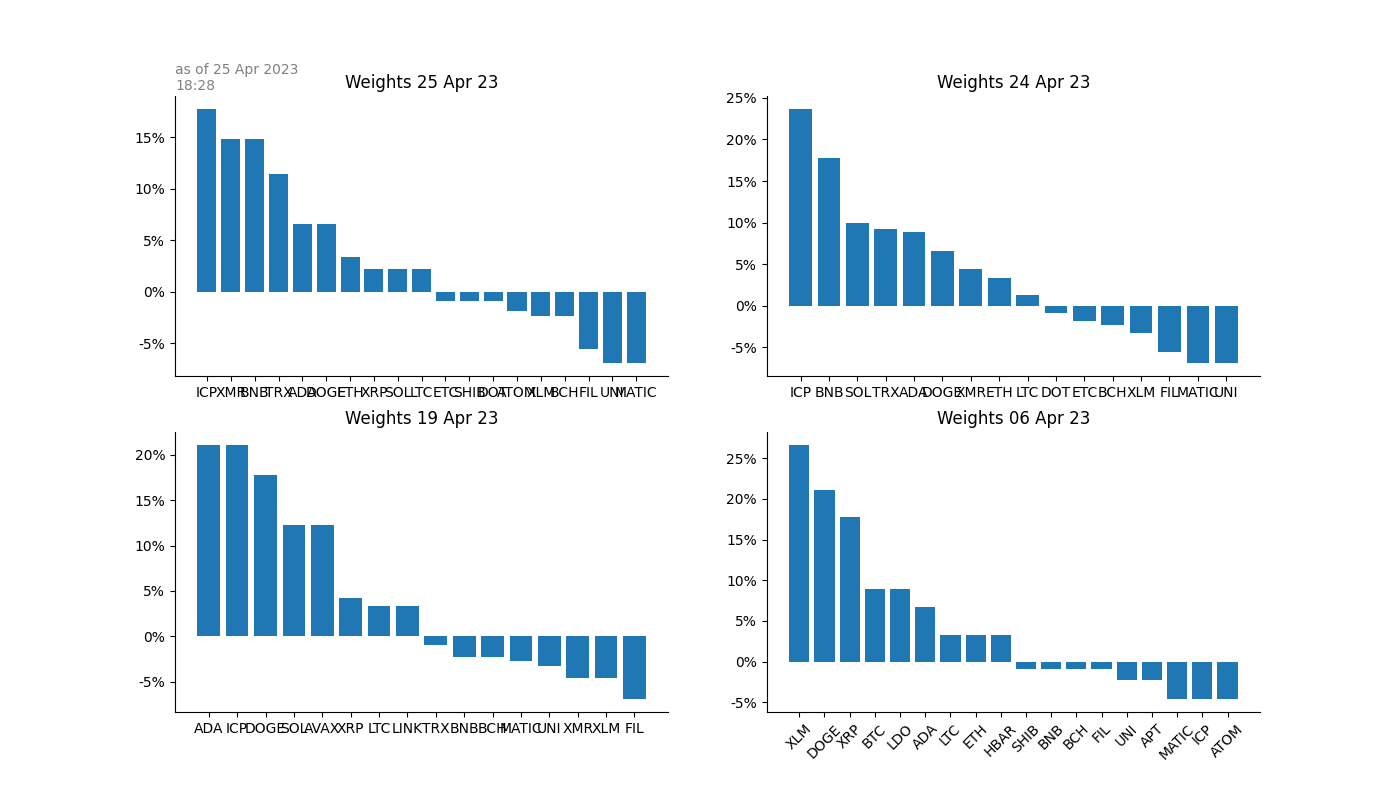 as of 25 Apr 2023
18:28
Weights 25 Apr 23
15%
10%
5%
0%
-5%
ICP XMR BNB TRX ADA DOGE ETH XRP SOL LTC ETC SHIB DOT ATOM XLM BCH FIL UNI MATIC
Weights 24 Apr 23
25%
20%
15%
10%
5%
0%
-5%
ICP BNB SOL TRX ADA DOGE XMR ETH LTC DOT ETC BCH XLM FIL MATIC UNI
Weights 19 Apr 23
20%
15%
10%
5%
0%
-5%
ADA ICP DOGE SOL AVAX XRP LTC LINK TRX BNB BCH MATIC UNI XMR XLM FIL
Weights 06 Apr 23
25%
20%
15%
10%
5%
0%
-5%
XLM DOGE XRP BTC LDO ADA LTC ETH HBAR SHIB BNB BCH FIL UNI APT MATIC ICP ATOM